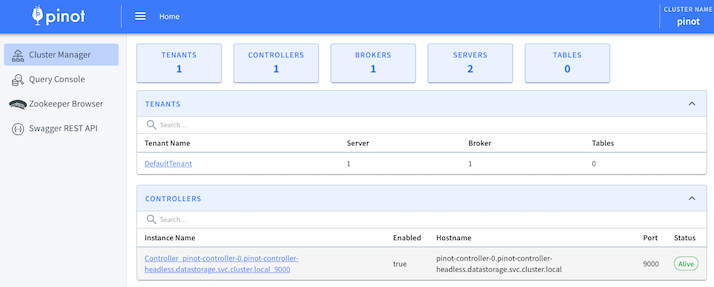 pinot
Home
CLUSTER NAME
pinot
Cluster Manager
Query Console
Zookeeper Browser
Swagger REST API
TENANTS
1
CONTROLLERS
1
BROKERS
1
SERVERS
2
TABLES
0
TENANTS
Search...
Tenant Name Server Broker Tables
DefaultTenant 1 1 0
CONTROLLERS
Search...
Instance Name Enabled Hostname Port Status
Controller_pinot-controller-0.pinot-controller-
headless.datastorage.svc.cluster.local_9000
true
pinot-controller-0.pinot-controller-
headless.datastorage.svc.cluster.local
9000
Alive